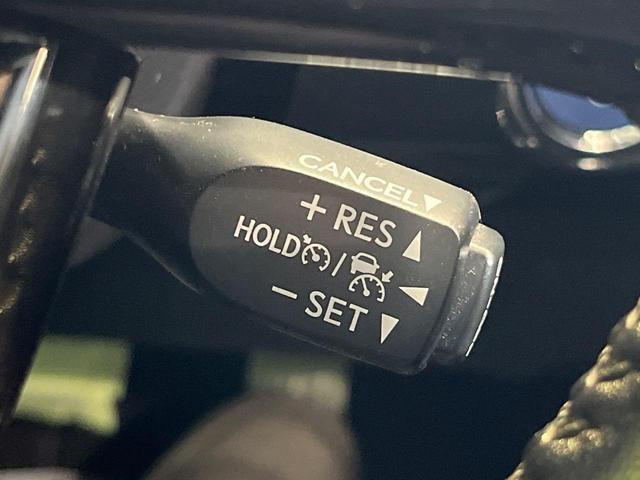 CANCEL▼
+ RES ▲
HOLD / ◀
− SET ▼